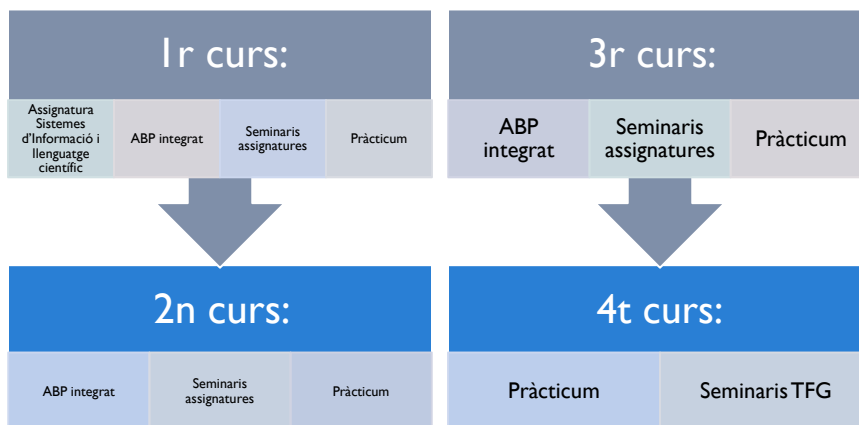 1r curs:
Assignatura
Sistemes
d'Informació i
llenguatge
científic
ABP integrat
Seminaris
assignatures
Pràcticum
3r curs:
ABP
integrat
Seminaris
assignatures
Pràcticum
2n curs:
ABP integrat
Seminaris
assignatures
Pràcticum
4t curs:
Pràcticum
Seminaris TFG